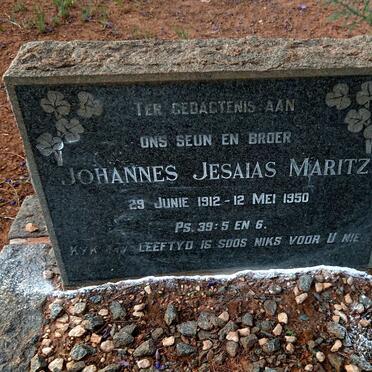 TER GEDAGTENIS AAN
ONS SEUN EN BROER
JOHANNES JESAIAS MARITZ
29 JUNIE 1912 - 12 MEI 1950
PS. 39:5 EN 6.
KYK MY LEEFTYD IS SOOS NIKS VOOR U NIE